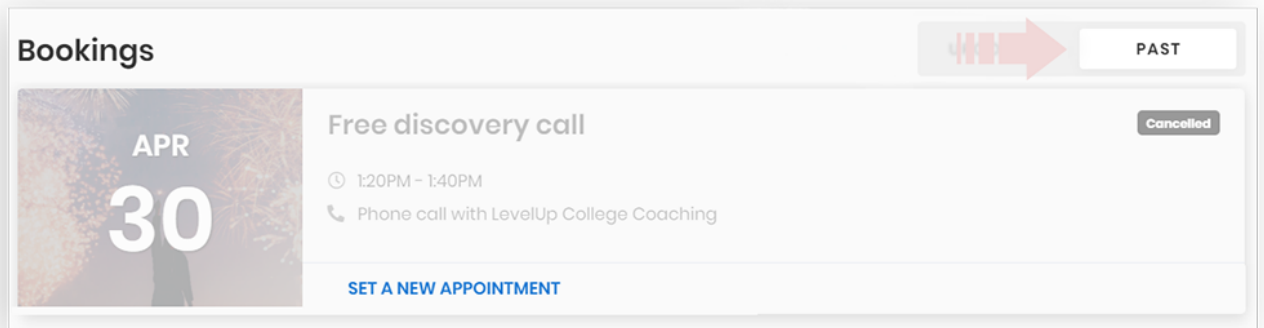 Bookings
PAST
APR
30
Free discovery call
Cancelled
1:20PM - 1:40PM
Phone call with LevelUp College Coaching
SET A NEW APPOINTMENT